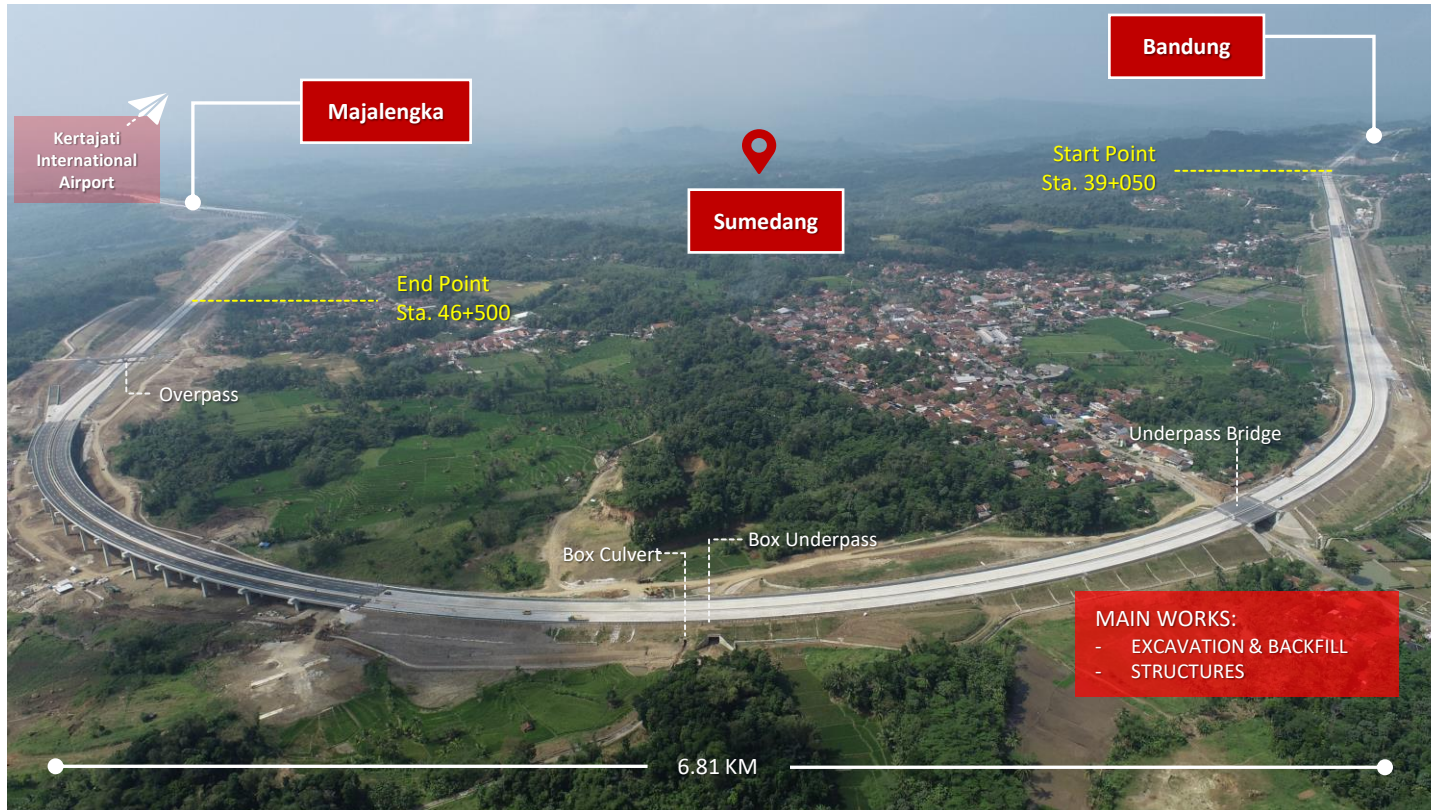 Bandung
Majalengka
Kertajati
International
Airport
Start Point
Sta. 39+050
Sumedang
End Point
Sta. 46+500
Overpass
Underpass Bridge
Box Underpass
Box Culvert
MAIN WORKS:
- EXCAVATION & BACKFILL
- STRUCTURES
6.81 KM